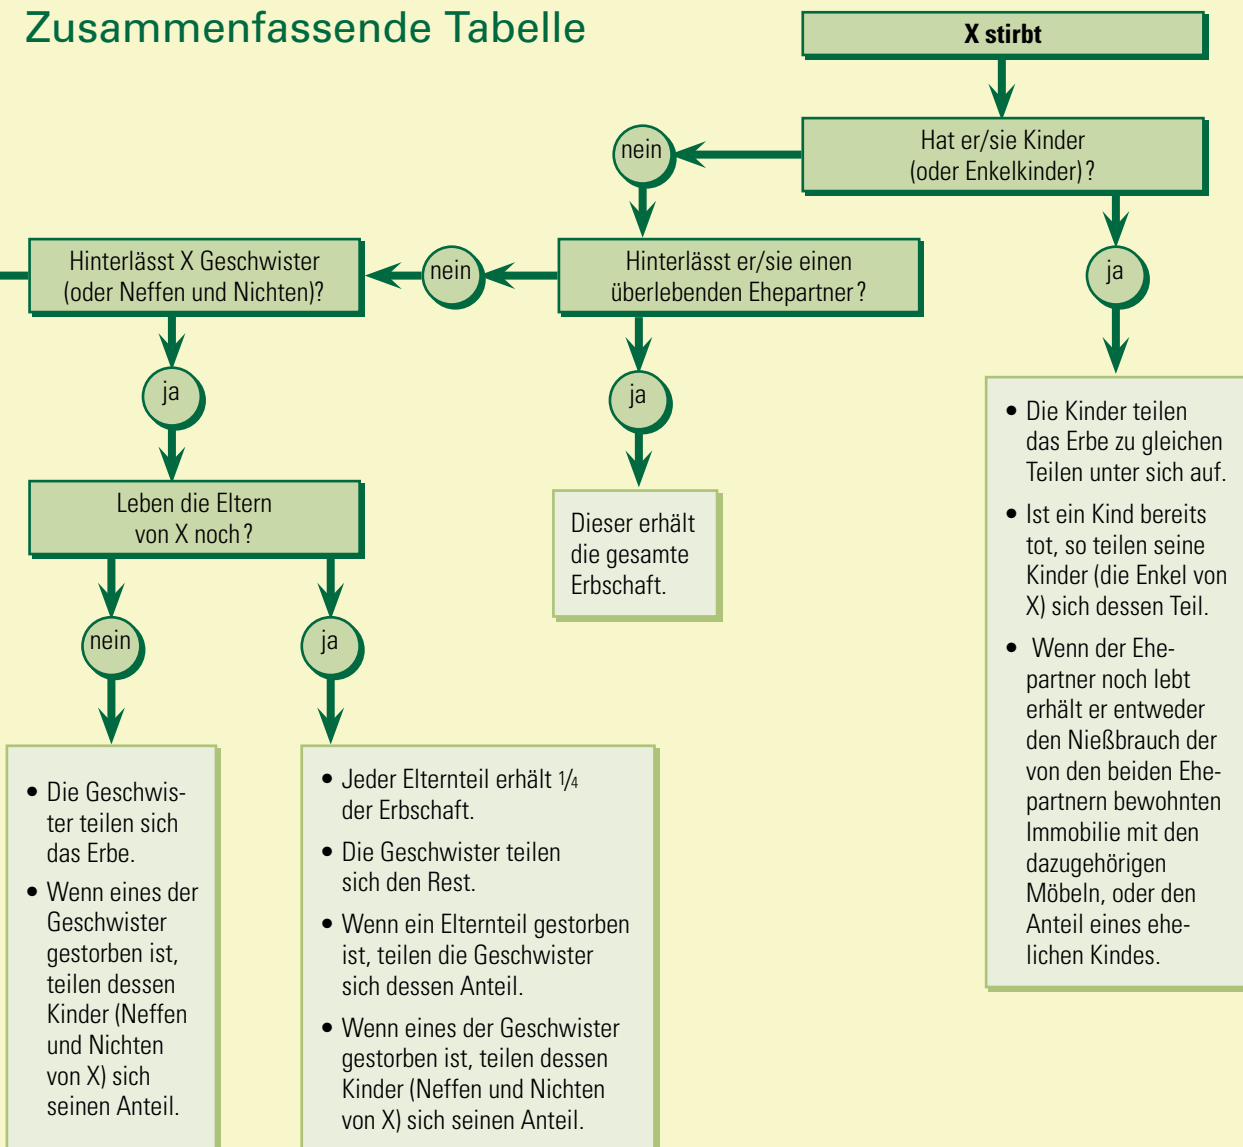 Zusammenfassende Tabelle
X stirbt
Hat er/sie Kinder
(oder Enkelkinder)?
nein
ja
Hinterlässt er/sie einen
überlebenden Ehepartner?
nein
ja
Hinterlässt X Geschwister
(oder Neffen und Nichten)?
ja
Leben die Eltern
von X noch?
nein
ja
Dieser erhält
die gesamte
Erbschaft.
• Die Kinder teilen
das Erbe zu gleichen
Teilen unter sich auf.
• Ist ein Kind bereits
tot, so teilen seine
Kinder (die Enkel von
X) sich dessen Teil.
• Wenn der Ehe-
partner noch lebt
erhält er entweder
den Nießbrauch der
von den beiden Ehe-
partnern bewohnten
Immobilie mit den
dazugehörigen
Möbeln, oder den
Anteil eines ehe-
lichen Kindes.
• Die Geschwis-
ter teilen sich
das Erbe.
• Wenn eines der
Geschwister
gestorben ist,
teilen dessen
Kinder (Neffen
und Nichten
von X) sich
seinen Anteil.
• Jeder Elternteil erhält 1/4
der Erbschaft.
• Die Geschwister teilen
sich den Rest.
• Wenn ein Elternteil gestorben
ist, teilen die Geschwister
sich dessen Anteil.
• Wenn eines der Geschwister
gestorben ist, teilen dessen
Kinder (Neffen und Nichten
von X) sich seinen Anteil.